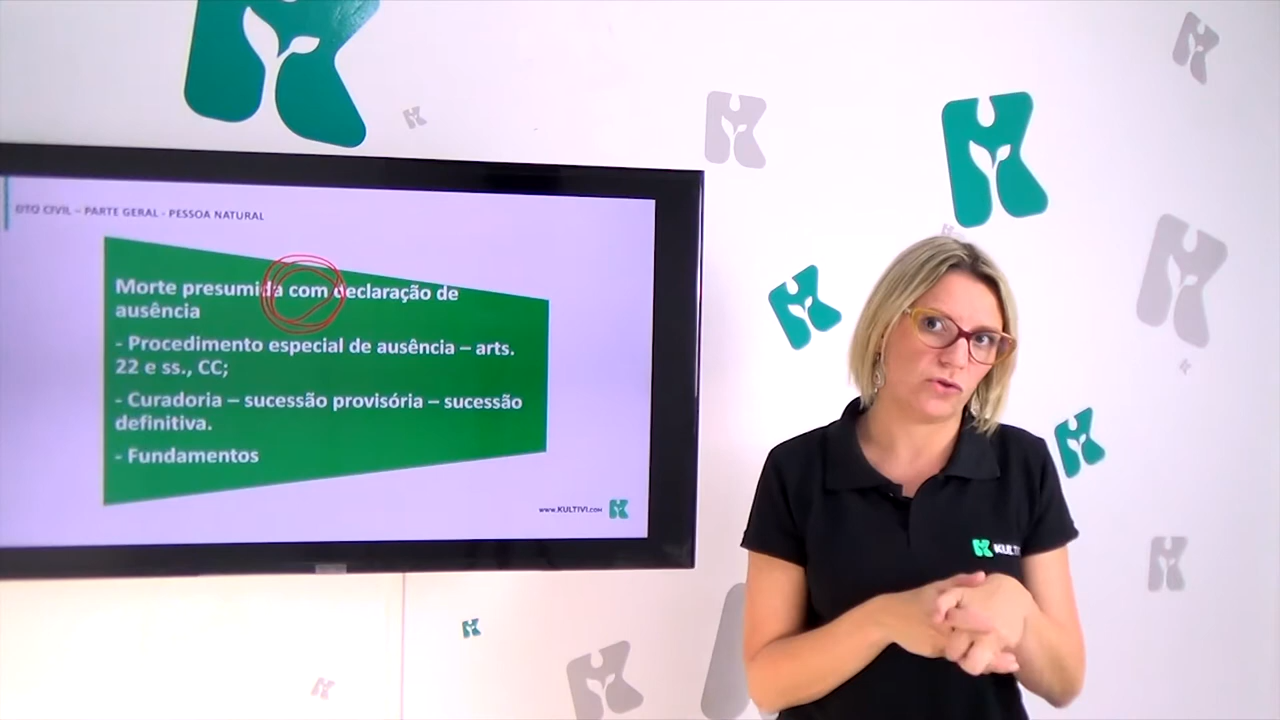 DTO CIVIL – PARTE GERAL - PESSOA NATURAL
Morte presumida com declaração de
ausência
- Procedimento especial de ausência – arts.
22 e ss., CC;
- Curadoria – sucessão provisória – sucessão
definitiva.
- Fundamentos
www.KULTIVI.COM
KULTI